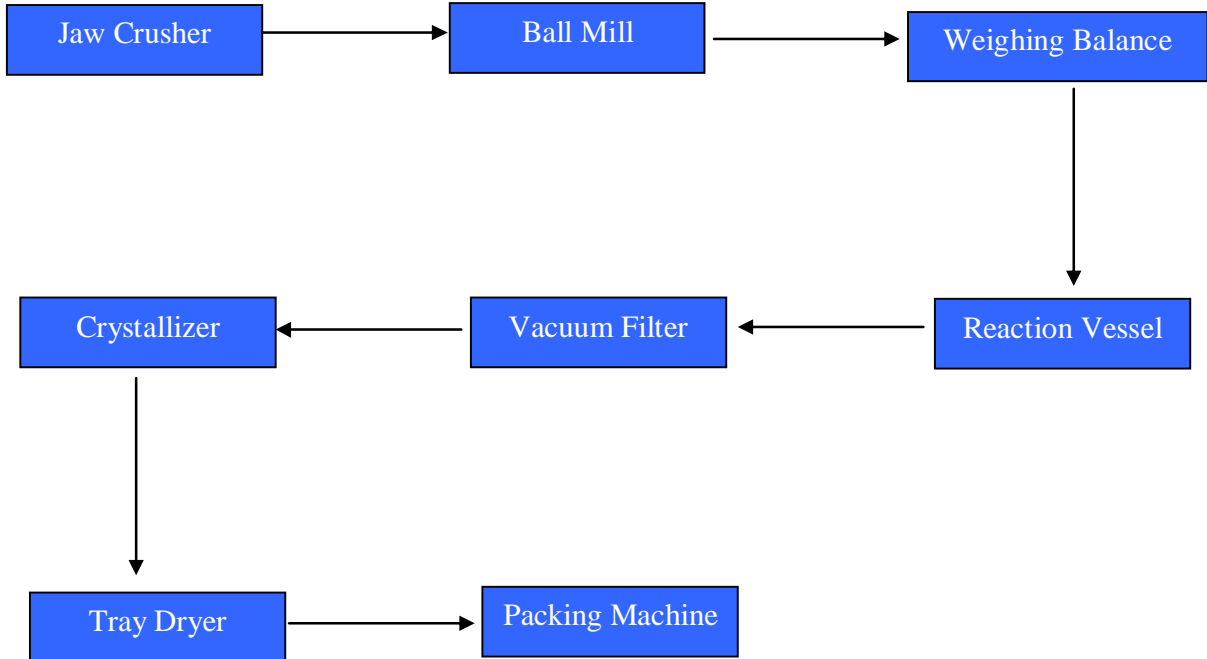 Jaw Crusher
Ball Mill
Weighing Balance
Reaction Vessel
Vacuum Filter
Crystallizer
Tray Dryer
Packing Machine